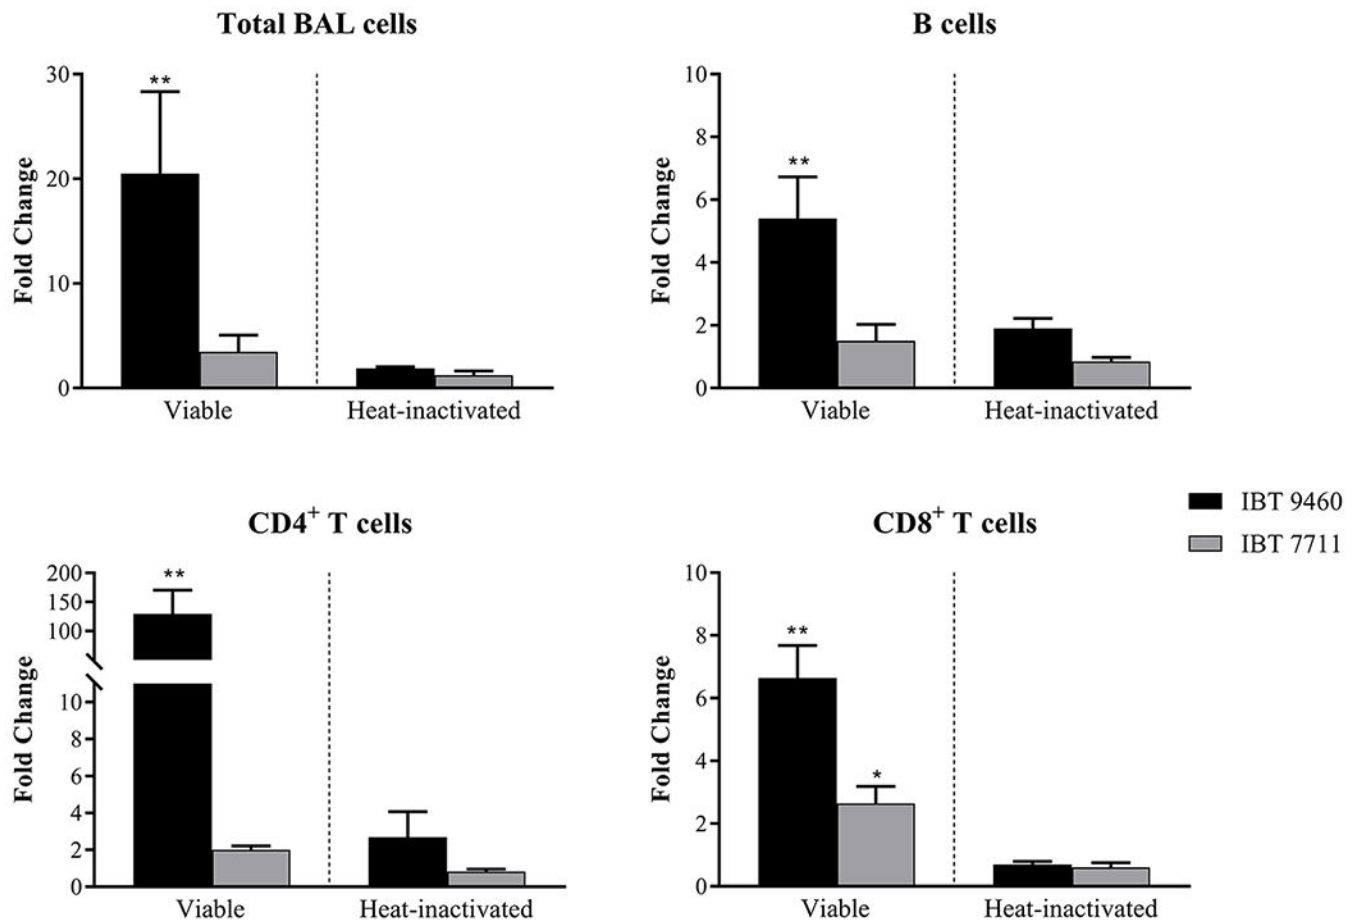 Total BAL cells
Fold Change
30
20
10
0
**
Viable
Heat-inactivated
B cells
Fold Change
10
8
6
4
2
0
**
Viable
Heat-inactivated
CD4+ T cells
Fold Change
200
150
100
10
8
6
4
2
0
**
Viable
Heat-inactivated
CD8+ T cells
Fold Change
10
8
6
4
2
0
**
*
Viable
Heat-inactivated
IBT 9460
IBT 7711